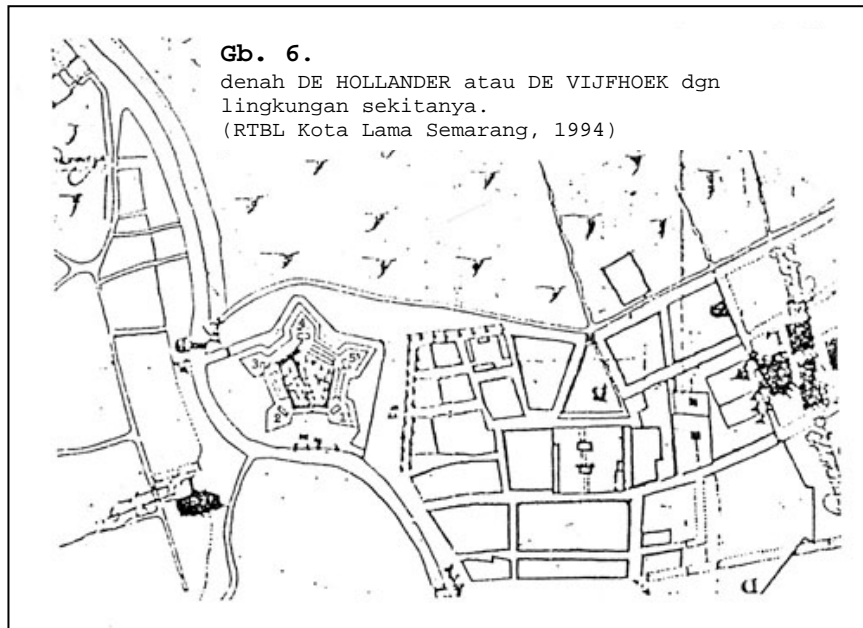 Gb. 6.
denah DE HOLLANDER atau DE VIJFHOEK dgn
lingkungan sekitanya.
(RTBL Kota Lama Semarang, 1994)